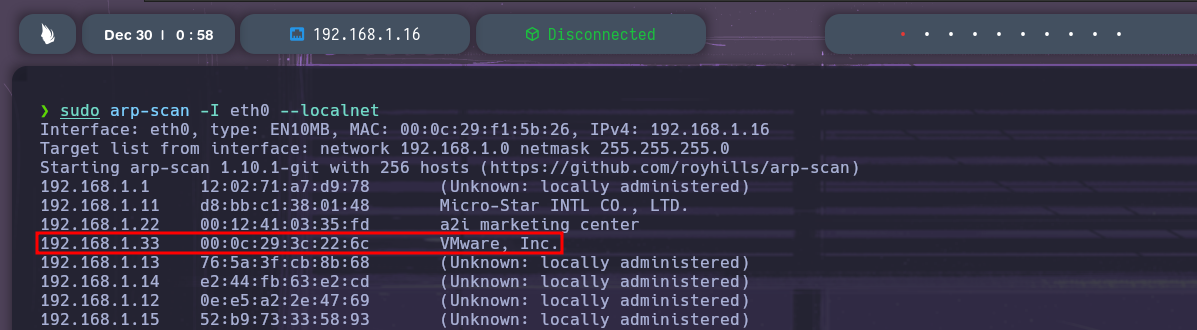 Dec 30 | 0:58 192.168.1.16 Disconnected
❯ sudo arp-scan -I eth0 --localnet
Interface: eth0, type: EN10MB, MAC: 00:0c:29:f1:5b:26, IPv4: 192.168.1.16
Target list from interface: network 192.168.1.0 netmask 255.255.255.0
Starting arp-scan 1.10.1-git with 256 hosts (https://github.com/royhills/arp-scan)
192.168.1.1 12:02:71:a7:d9:78 (Unknown: locally administered)
192.168.1.11 d8:bb:c1:38:01:48 Micro-Star INTL CO., LTD.
192.168.1.22 00:12:41:03:35:fd a2i marketing center
192.168.1.33 00:0c:29:3c:22:6c VMware, Inc.
192.168.1.13 76:5a:3f:cb:8b:68 (Unknown: locally administered)
192.168.1.14 e2:44:fb:63:e2:cd (Unknown: locally administered)
192.168.1.12 0e:e5:a2:2e:47:69 (Unknown: locally administered)
192.168.1.15 52:b9:73:33:58:93 (Unknown: locally administered)